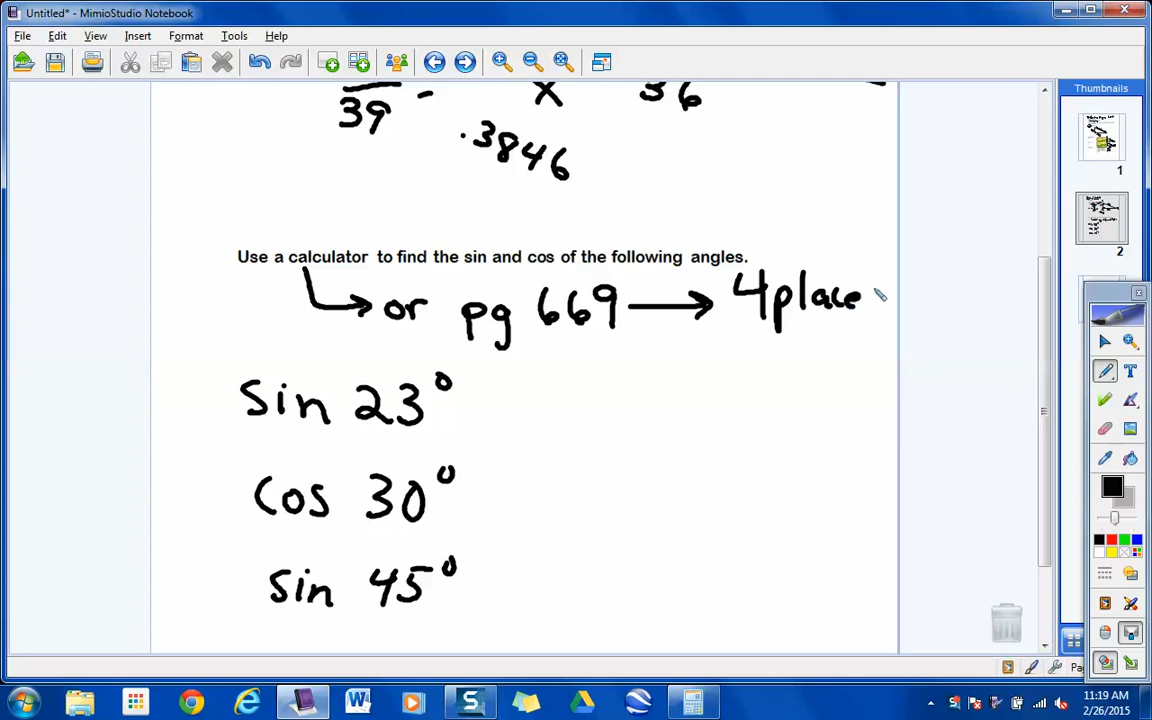 Untitled* - MimioStudio Notebook
File Edit View Insert Format Tools Help
Thumbnails
39
x
36
.3846
1
Use a calculator to find the sin and cos of the following angles.
2
or pg 669 → 4place
sin 23°
cos 30°
sin 45°
T
11:19 AM
2/26/2015